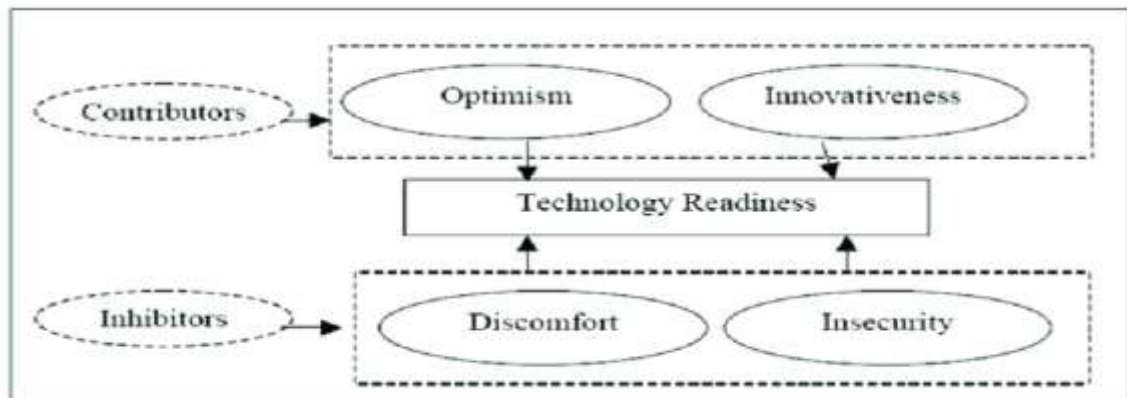 Optimism
Innovativeness
Contributors
Technology Readiness
Inhibitors
Discomfort
Insecurity